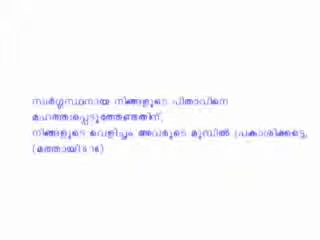 സ്വർഗ്ഗസ്ഥനായ നിങ്ങളുടെ പിതാവിനെ
മഹത്ത്വപ്പെടുത്തേണ്ടതിന്,
നിങ്ങളുടെ വെളിച്ചം അവരുടെ മുമ്പിൽ പ്രകാശിക്കട്ടെ.
(മത്തായി 5 16)